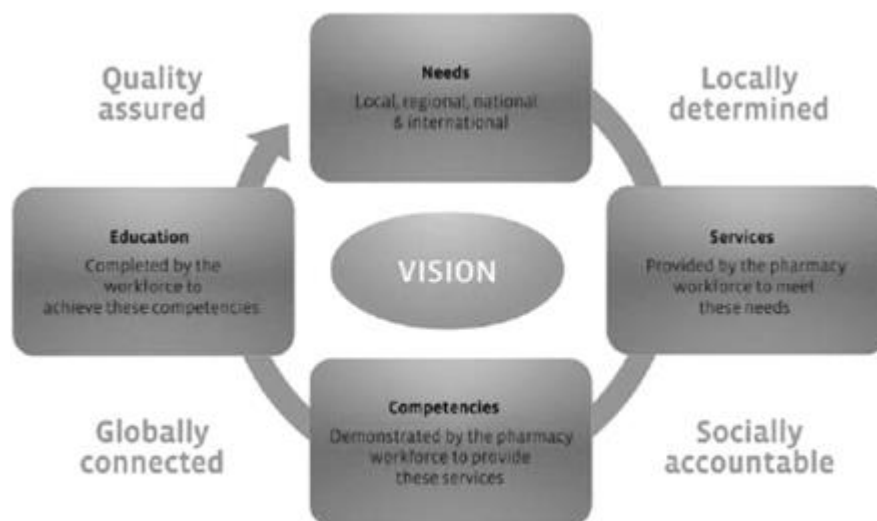 Quality
assured
Needs
Local, regional, national
& international
Locally
determined
Education
Completed by the
workforce to
achieve these competencies
VISION
Services
Provided by the pharmacy
workforce to meet
these needs
Globally
connected
Competencies
Demonstrated by the pharmacy
workforce to provide
these services
Socially
accountable